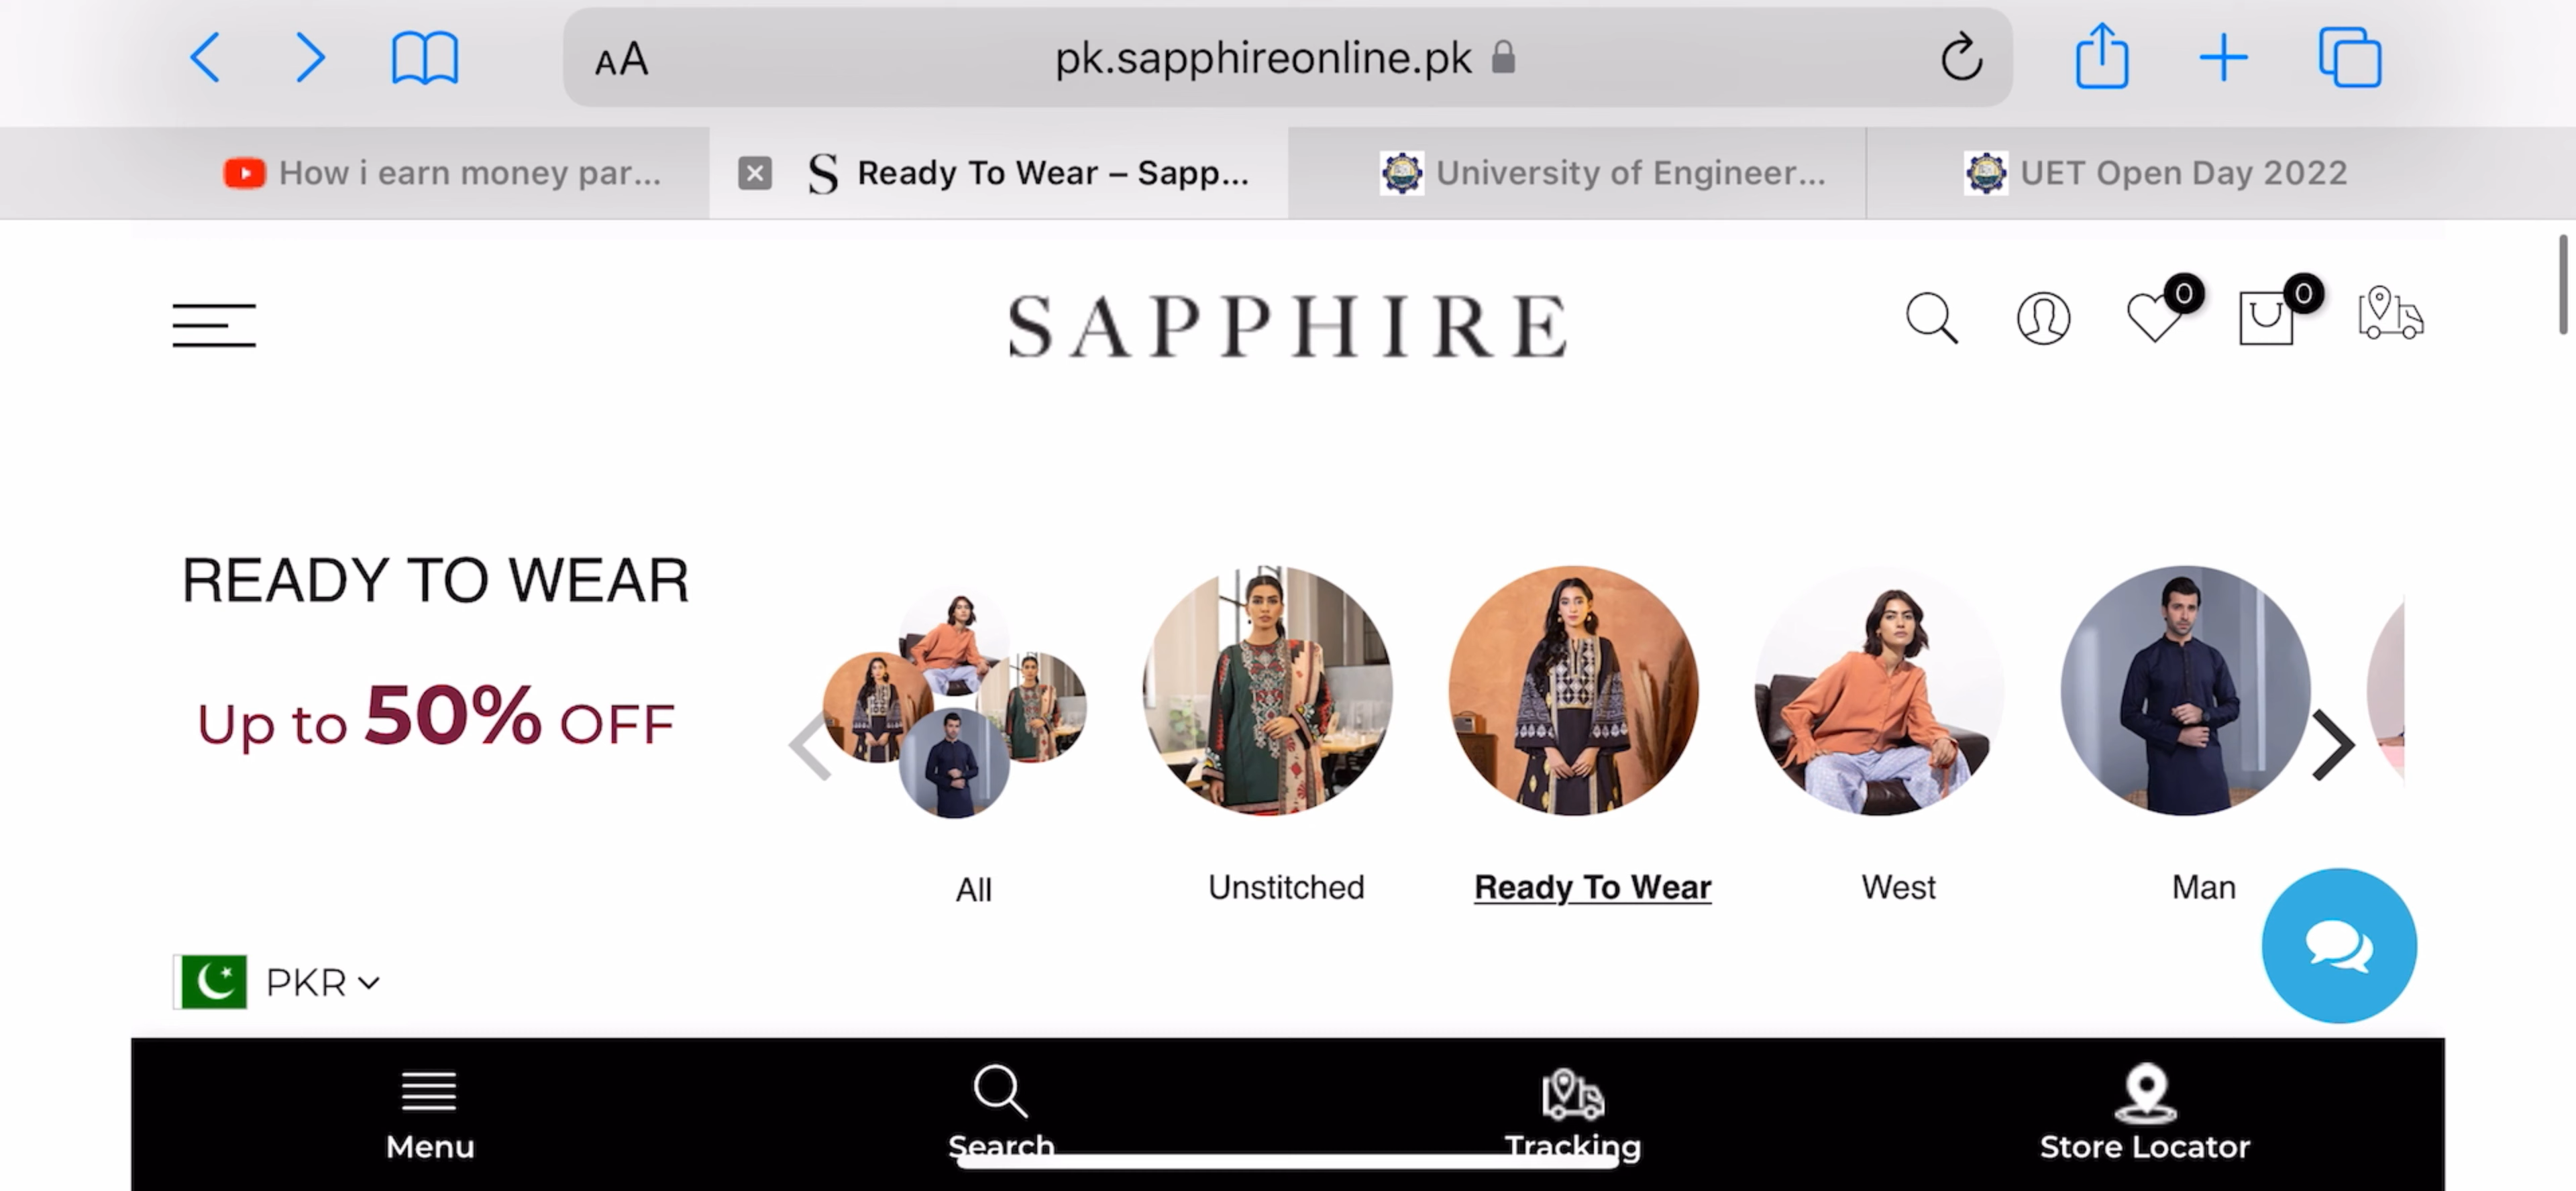 AA
pk.sapphireonline.pk
How i earn money par...
S Ready To Wear – Sapp...
University of Engineer...
UET Open Day 2022
SAPPHIRE
0
0
READY TO WEAR
Up to 50% OFF
All
Unstitched
Ready To Wear
West
Man
PKR
Menu
Search
Tracking
Store Locator